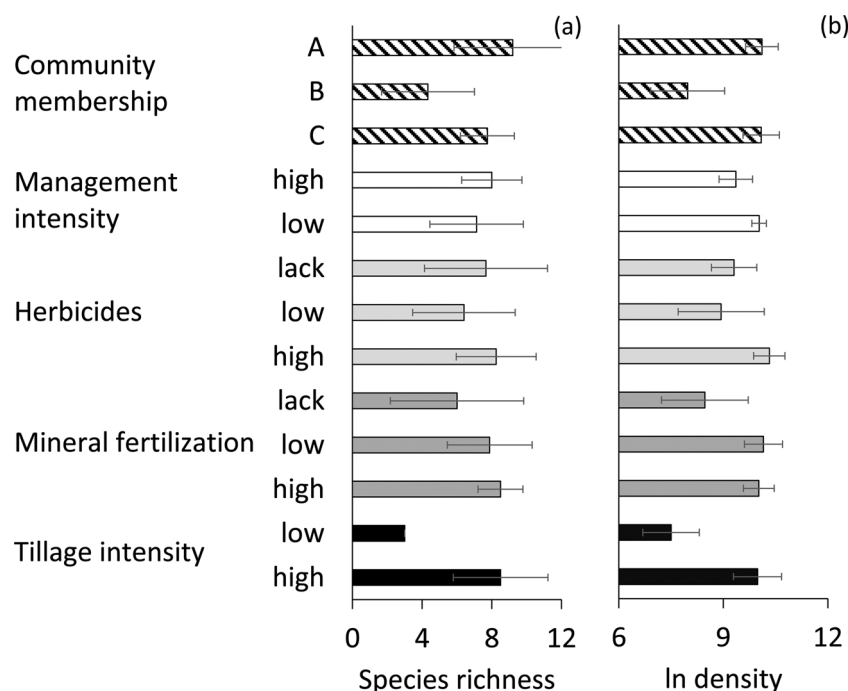 (a)
(b)
Community
membership
A
B
C
Management
intensity
high
low
Herbicides
lack
low
high
Mineral fertilization
lack
low
high
Tillage intensity
low
high
0 4 8 12
6 9 12
Species richness
ln density